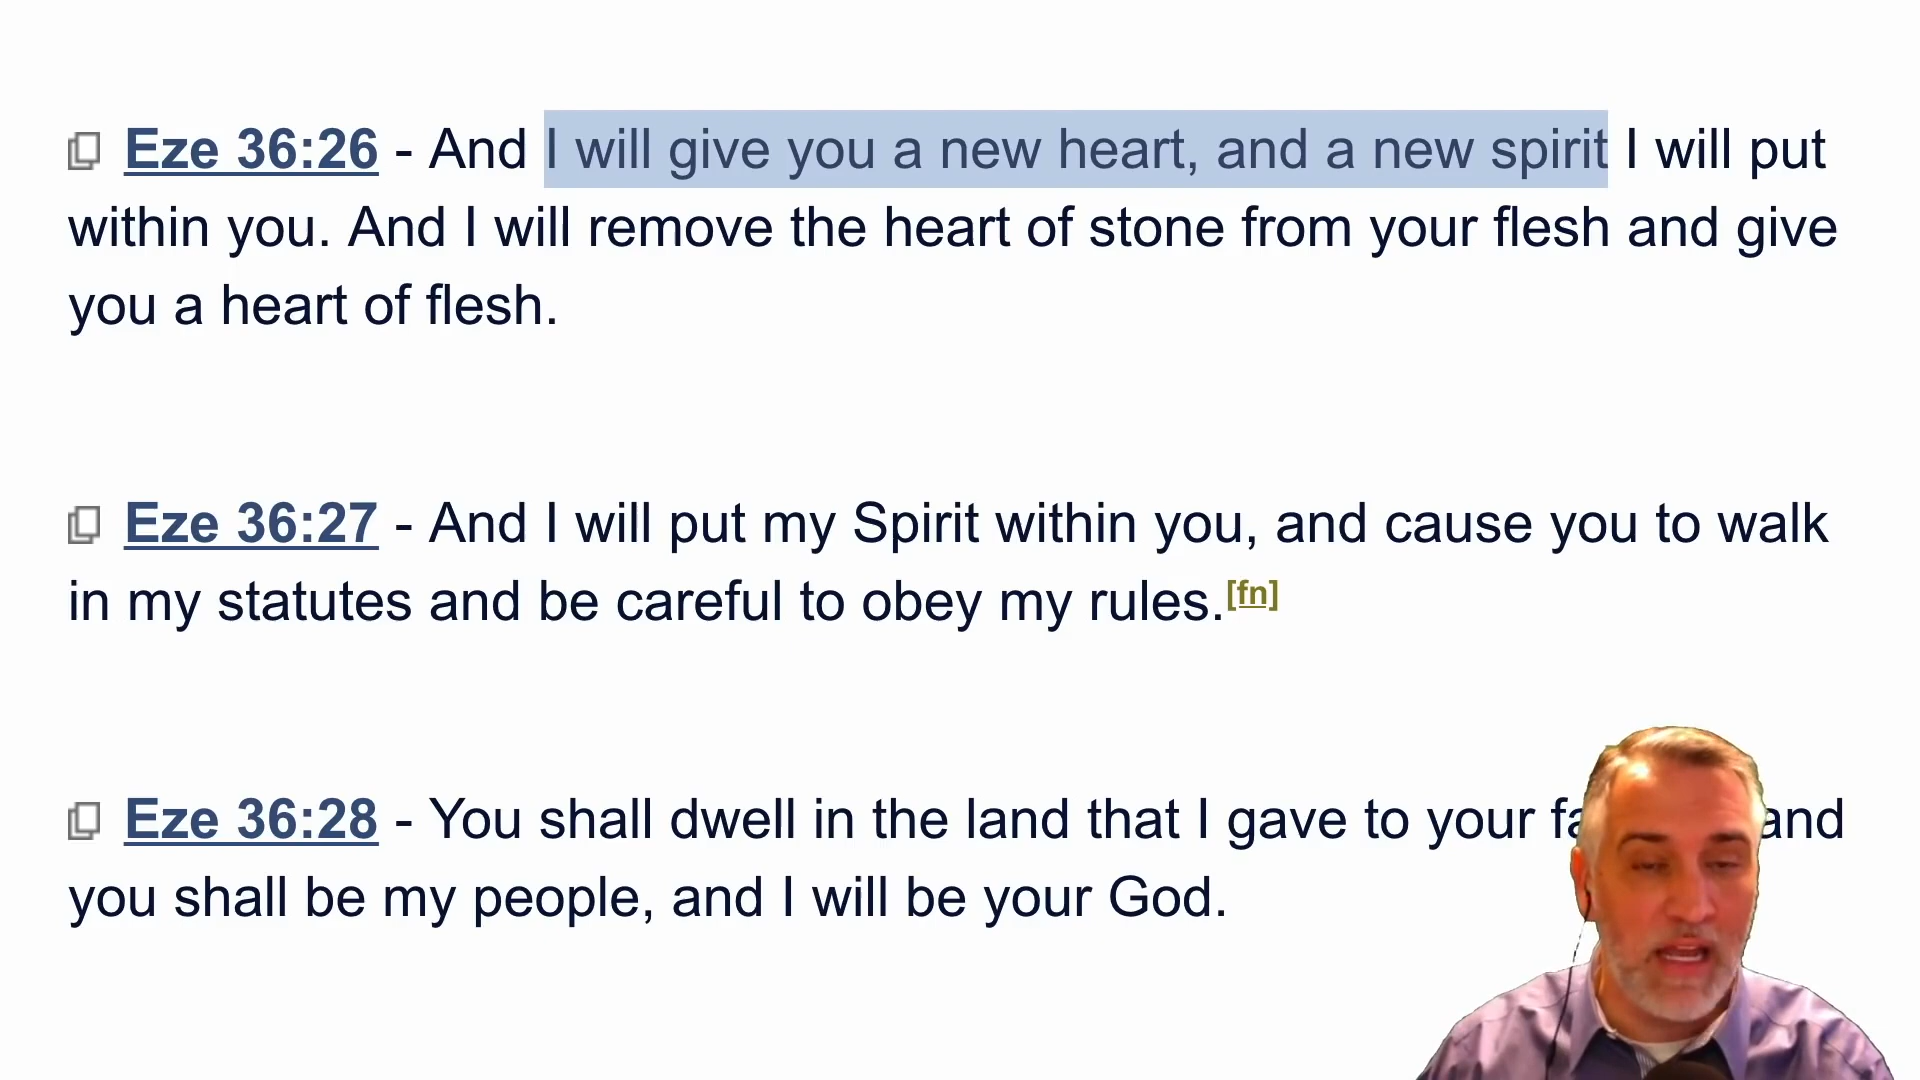 Eze 36:26 - And I will give you a new heart, and a new spirit I will put
within you. And I will remove the heart of stone from your flesh and give
you a heart of flesh.
Eze 36:27 - And I will put my Spirit within you, and cause you to walk
in my statutes and be careful to obey my rules.[fn]
Eze 36:28 - You shall dwell in the land that I gave to your and
you shall be my people, and I will be your God.